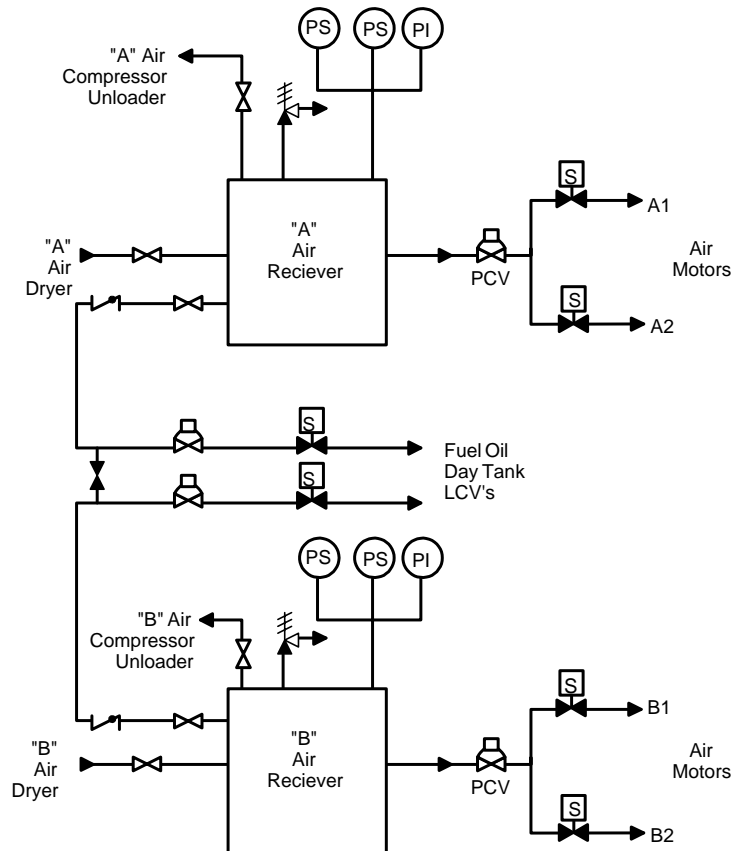 PS PS PI
"A" Air
Compressor
Unloader
S
A1
"A"
Air
Dryer
"A"
Air
Reciever
PCV
Air
Motors
S
A2
S
Fuel Oil
Day Tank
LCV's
S
PS PS PI
"B" Air
Compressor
Unloader
S
B1
"B"
Air
Dryer
"B"
Air
Reciever
PCV
Air
Motors
S
B2